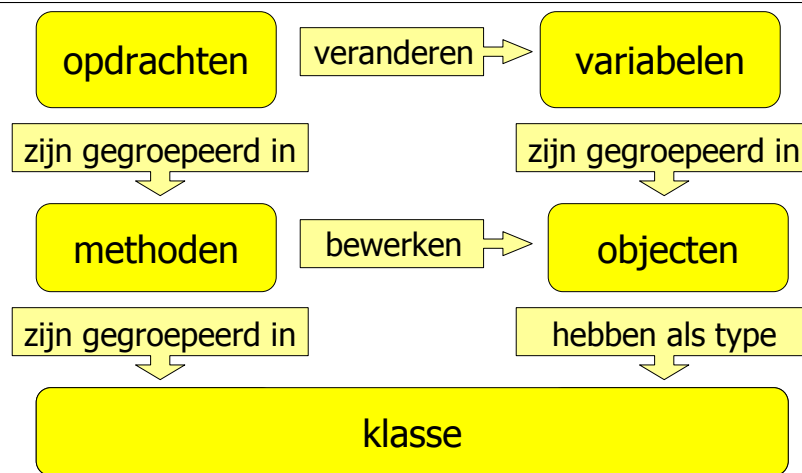 opdrachten
veranderen
variabelen
zijn gegroepeerd in
zijn gegroepeerd in
methoden
bewerken
objecten
zijn gegroepeerd in
hebben als type
klasse